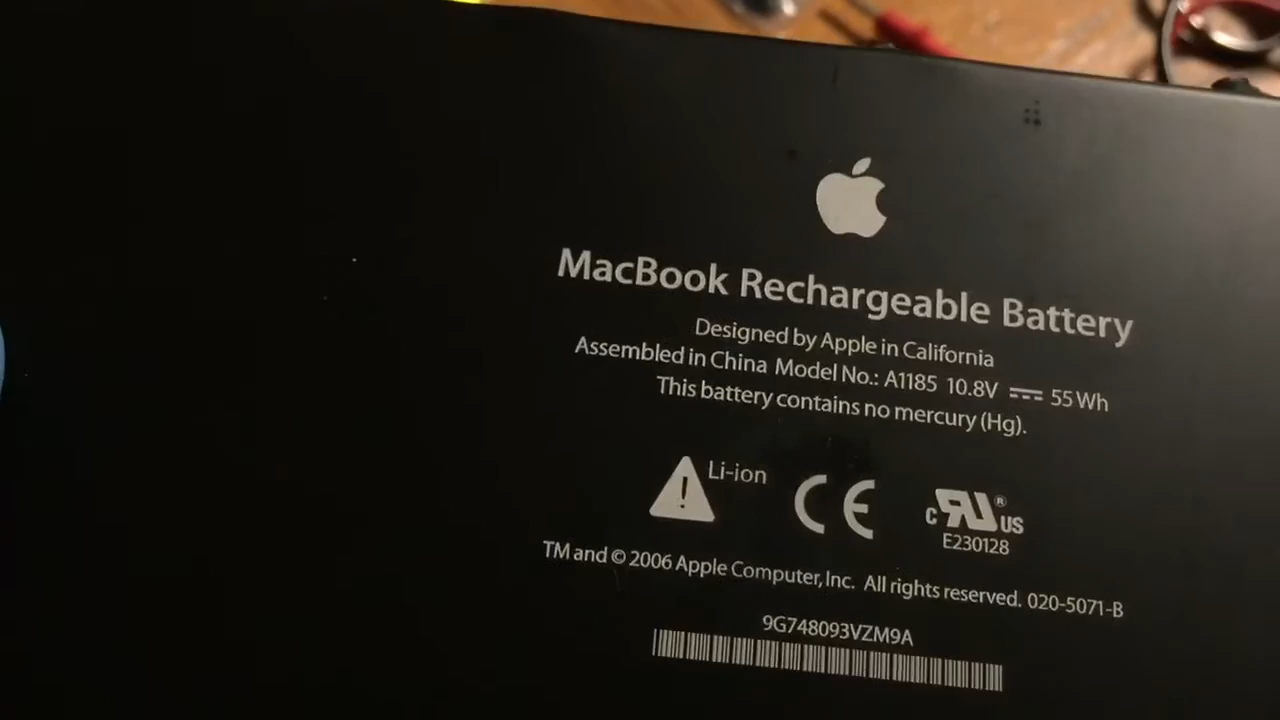 MacBook Rechargeable Battery
Designed by Apple in California
Assembled in China Model No.: A1185 10.8V ⎓ 55 Wh
This battery contains no mercury (Hg).
Li-ion
CE
c RU ® US
E230128
TM and © 2006 Apple Computer, Inc. All rights reserved. 020-5071-B
9G748093VZM9A